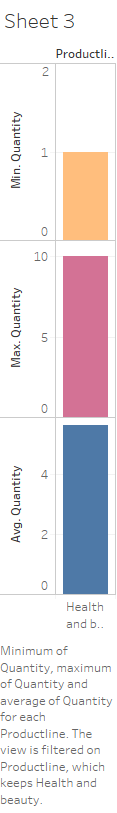 Sheet 3
Productli..
2
Min. Quantity
1
0
10
Max. Quantity
5
0
4
Avg. Quantity
2
0
Health
and b..
Minimum of
Quantity, maximum
of Quantity and
average of Quantity
for each
Productline. The
view is filtered on
Productline, which
keeps Health and
beauty.